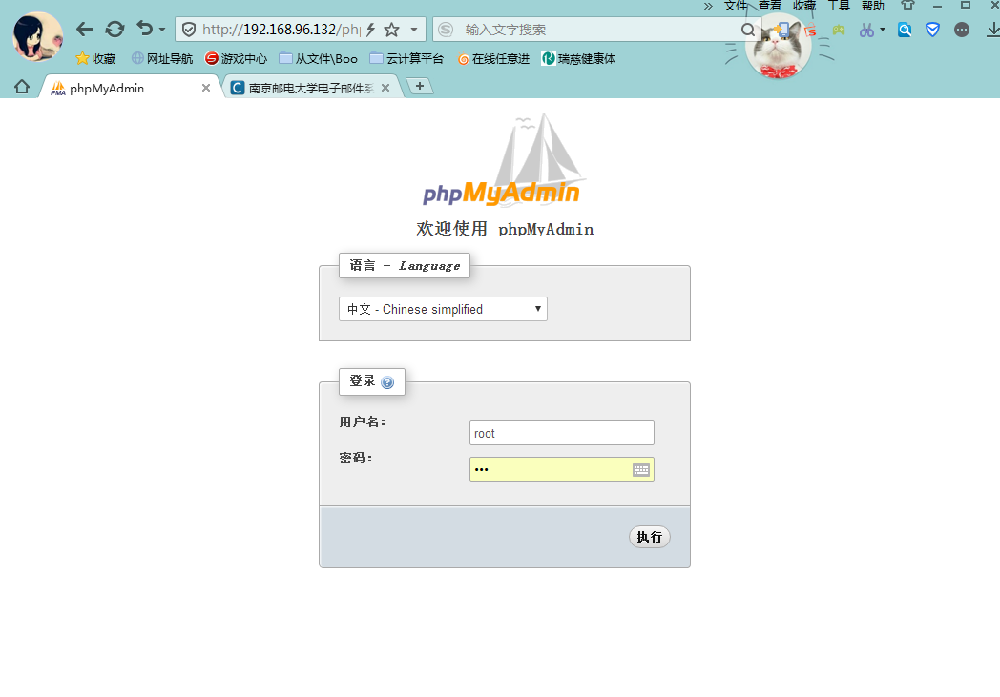 » 文件 查看 收藏 工具 帮助
http://192.168.96.132/php
输入文字搜索
收藏 网址导航 游戏中心 从文件\Boo 云计算平台 在线任意进 瑞慈健康体
phpMyAdmin
南京邮电大学电子邮件系
phpMyAdmin
欢迎使用 phpMyAdmin
语言 - Language
中文 - Chinese simplified
登录
用户名:
root
密码:
•••
执行